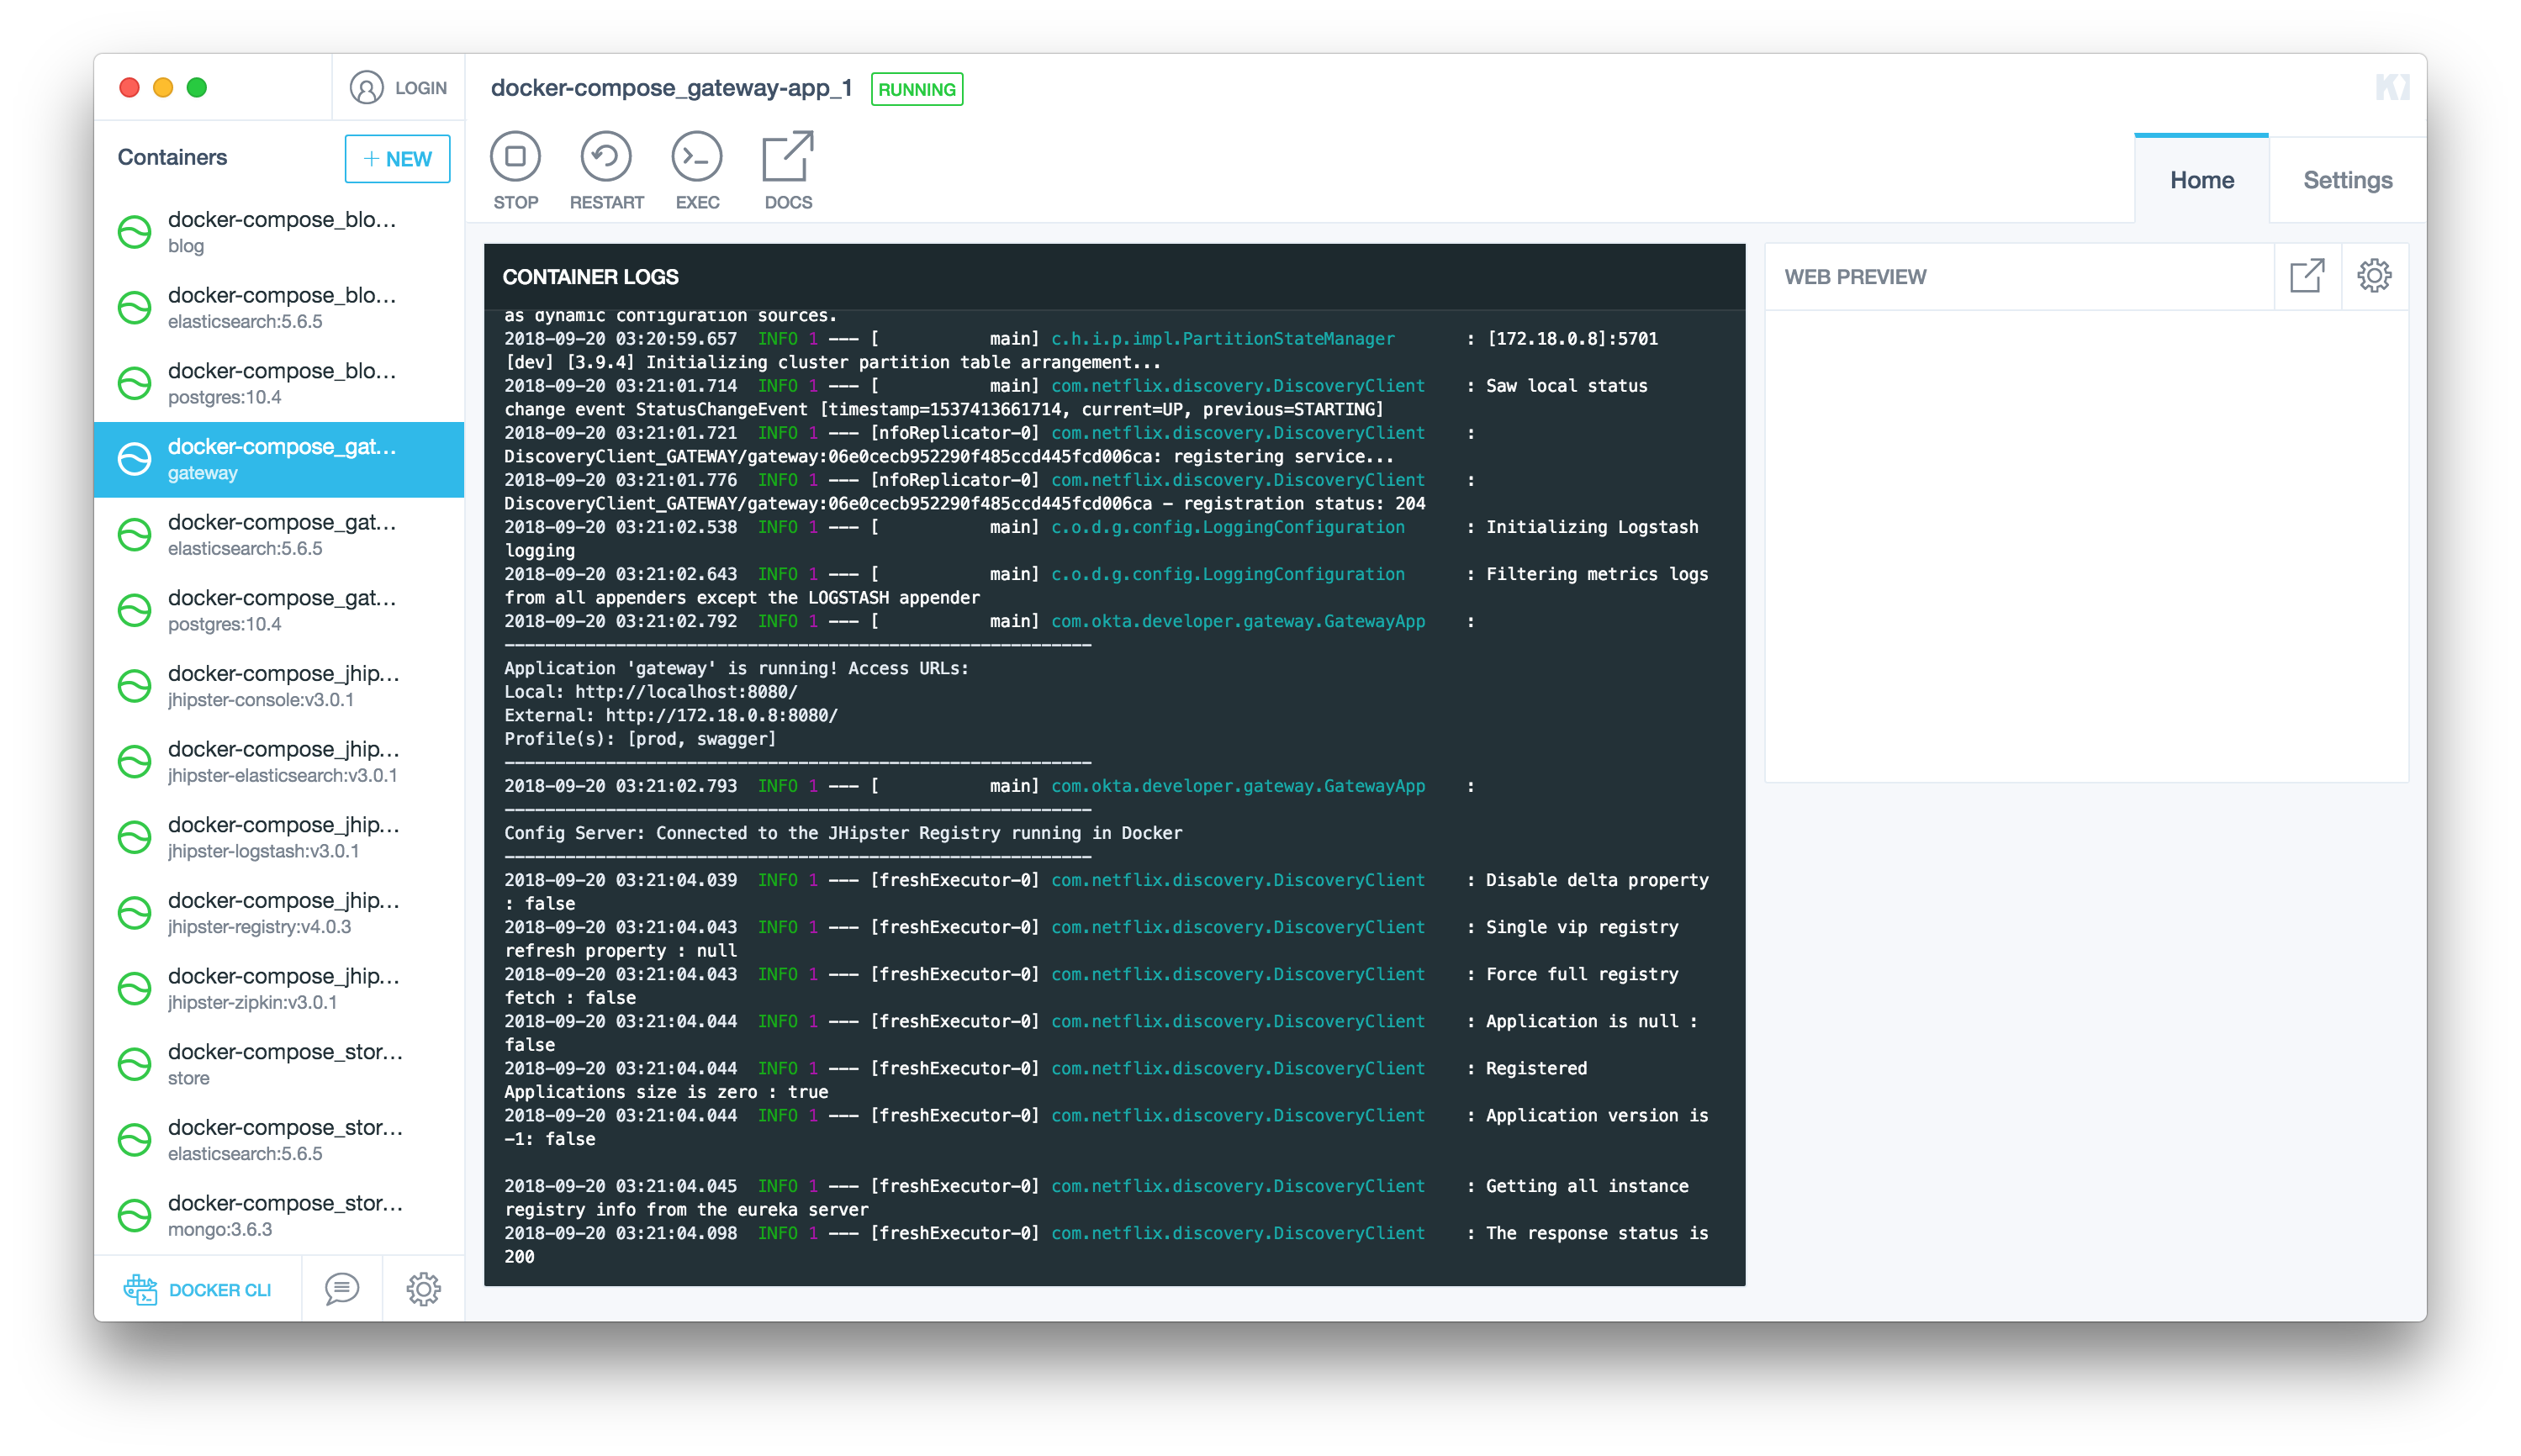 LOGIN
docker-compose_gateway-app_1 RUNNING
Containers
+ NEW
STOP RESTART EXEC DOCS
Home Settings
docker-compose_blo...
blog
docker-compose_blo...
elasticsearch:5.6.5
docker-compose_blo...
postgres:10.4
docker-compose_gat...
gateway
docker-compose_gat...
elasticsearch:5.6.5
docker-compose_gat...
postgres:10.4
docker-compose_jhip...
jhipster-console:v3.0.1
docker-compose_jhip...
jhipster-elasticsearch:v3.0.1
docker-compose_jhip...
jhipster-logstash:v3.0.1
docker-compose_jhip...
jhipster-registry:v4.0.3
docker-compose_jhip...
jhipster-zipkin:v3.0.1
docker-compose_stor...
store
docker-compose_stor...
elasticsearch:5.6.5
docker-compose_stor...
mongo:3.6.3
DOCKER CLI
CONTAINER LOGS
as dynamic configuration sources.
2018-09-20 03:20:59.657 INFO 1 --- [ main] c.h.i.p.impl.PartitionStateManager : [172.18.0.8]:5701
[dev] [3.9.4] Initializing cluster partition table arrangement...
2018-09-20 03:21:01.714 INFO 1 --- [ main] com.netflix.discovery.DiscoveryClient : Saw local status
change event StatusChangeEvent [timestamp=1537413661714, current=UP, previous=STARTING]
2018-09-20 03:21:01.721 INFO 1 --- [nfoReplicator-0] com.netflix.discovery.DiscoveryClient :
DiscoveryClient_GATEWAY/gateway:06e0cecb952290f485ccd445fcd006ca: registering service...
2018-09-20 03:21:01.776 INFO 1 --- [nfoReplicator-0] com.netflix.discovery.DiscoveryClient :
DiscoveryClient_GATEWAY/gateway:06e0cecb952290f485ccd445fcd006ca - registration status: 204
2018-09-20 03:21:02.538 INFO 1 --- [ main] c.o.d.g.config.LoggingConfiguration : Initializing Logstash
logging
2018-09-20 03:21:02.643 INFO 1 --- [ main] c.o.d.g.config.LoggingConfiguration : Filtering metrics logs
from all appenders except the LOGSTASH appender
2018-09-20 03:21:02.792 INFO 1 --- [ main] com.okta.developer.gateway.GatewayApp :
----------------------------------------------------------
Application 'gateway' is running! Access URLs:
Local: http://localhost:8080/
External: http://172.18.0.8:8080/
Profile(s): [prod, swagger]
----------------------------------------------------------
2018-09-20 03:21:02.793 INFO 1 --- [ main] com.okta.developer.gateway.GatewayApp :
----------------------------------------------------------
Config Server: Connected to the JHipster Registry running in Docker
----------------------------------------------------------
2018-09-20 03:21:04.039 INFO 1 --- [freshExecutor-0] com.netflix.discovery.DiscoveryClient : Disable delta property
: false
2018-09-20 03:21:04.043 INFO 1 --- [freshExecutor-0] com.netflix.discovery.DiscoveryClient : Single vip registry
refresh property : null
2018-09-20 03:21:04.043 INFO 1 --- [freshExecutor-0] com.netflix.discovery.DiscoveryClient : Force full registry
fetch : false
2018-09-20 03:21:04.044 INFO 1 --- [freshExecutor-0] com.netflix.discovery.DiscoveryClient : Application is null :
false
2018-09-20 03:21:04.044 INFO 1 --- [freshExecutor-0] com.netflix.discovery.DiscoveryClient : Registered
Applications size is zero : true
2018-09-20 03:21:04.044 INFO 1 --- [freshExecutor-0] com.netflix.discovery.DiscoveryClient : Application version is
-1: false
2018-09-20 03:21:04.045 INFO 1 --- [freshExecutor-0] com.netflix.discovery.DiscoveryClient : Getting all instance
registry info from the eureka server
2018-09-20 03:21:04.098 INFO 1 --- [freshExecutor-0] com.netflix.discovery.DiscoveryClient : The response status is
200
WEB PREVIEW